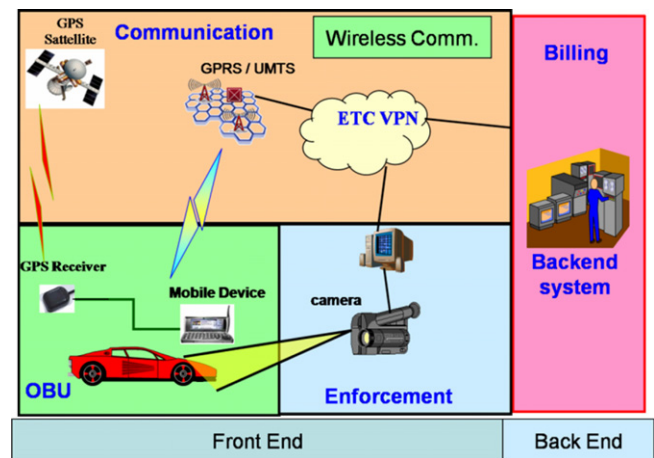 GPS
Sattellite
Communication
Wireless Comm.
GPRS / UMTS
ETC VPN
Billing
Backend
system
GPS Receiver
Mobile Device
OBU
camera
Enforcement
Front End
Back End